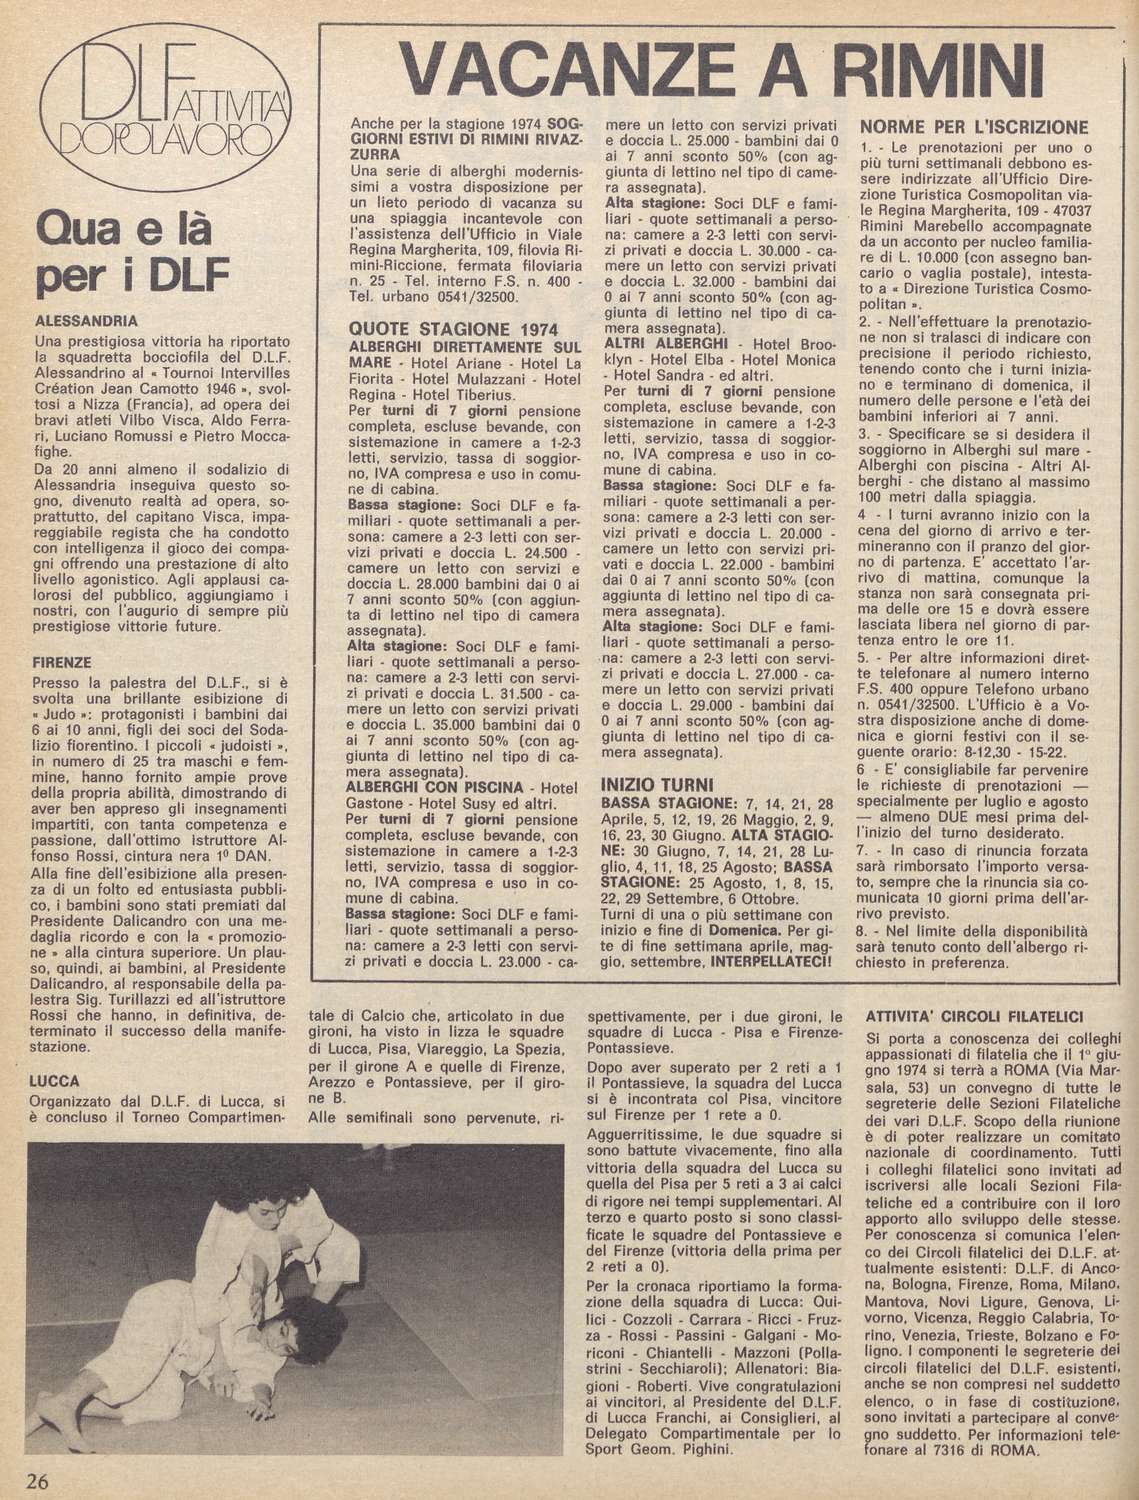 DLF ATTIVITA'
DOPOLAVORO
Qua e là
per i DLF
ALESSANDRIA
Una prestigiosa vittoria ha riportato
la squadretta bocciofila del D.L.F.
Alessandrino al « Tournoi Intervilles
Création Jean Camotto 1946 », svol-
tosi a Nizza (Francia), ad opera dei
bravi atleti Vilbo Visca, Aldo Ferra-
ri, Luciano Romussi e Pietro Mocca-
fighe.
Da 20 anni almeno il sodalizio di
Alessandria inseguiva questo so-
gno, divenuto realtà ad opera, so-
prattutto, del capitano Visca, impa-
reggiabile regista che ha condotto
con intelligenza il gioco dei compa-
gni offrendo una prestazione di alto
livello agonistico. Agli applausi ca-
lorosi del pubblico, aggiungiamo i
nostri, con l'augurio di sempre più
prestigiose vittorie future.
FIRENZE
Presso la palestra del D.L.F., si è
svolta una brillante esibizione di
« Judo »: protagonisti i bambini dai
6 ai 10 anni, figli dei soci del Soda-
lizio fiorentino. I piccoli « judoisti »,
in numero di 25 tra maschi e fem-
mine, hanno fornito ampie prove
della propria abilità, dimostrando di
aver ben appreso gli insegnamenti
impartiti, con tanta competenza e
passione, dall'ottimo istruttore Al-
fonso Rossi, cintura nera 1º DAN.
Alla fine dell'esibizione alla presen-
za di un folto ed entusiasta pubbli-
co, i bambini sono stati premiati dal
Presidente Dalicandro con una me-
daglia ricordo e con la « promozio-
ne » alla cintura superiore. Un plau-
so, quindi, ai bambini, al Presidente
Dalicandro, al responsabile della pa-
lestra Sig. Turillazzi ed all'istruttore
Rossi che hanno, in definitiva, de-
terminato il successo della manife-
stazione.
LUCCA
Organizzato dal D.L.F. di Lucca, si
è concluso il Torneo Compartimen-
tale di Calcio che, articolato in due
gironi, ha visto in lizza le squadre
di Lucca, Pisa, Viareggio, La Spezia,
per il girone A e quelle di Firenze,
Arezzo e Pontassieve, per il giro-
ne B.
Alle semifinali sono pervenute, ri-
spettivamente, per i due gironi, le
squadre di Lucca - Pisa e Firenze-
Pontassieve.
Dopo aver superato per 2 reti a 1
il Pontassieve, la squadra del Lucca
si è incontrata col Pisa, vincitore
sul Firenze per 1 rete a 0.
Agguerritissime, le due squadre si
sono battute vivacemente, fino alla
vittoria della squadra del Lucca su
quella del Pisa per 5 reti a 3 ai calci
di rigore nei tempi supplementari. Al
terzo e quarto posto si sono classi-
ficate le squadre del Pontassieve e
del Firenze (vittoria della prima per
2 reti a 0).
Per la cronaca riportiamo la forma-
zione della squadra di Lucca: Qui-
lici - Cozzoli - Carrara - Ricci - Fruz-
za - Rossi - Passini - Galgani - Mo-
riconi - Chiantelli - Mazzoni (Polla-
strini - Secchiaroli); Allenatori: Bia-
gioni - Roberti. Vive congratulazioni
ai vincitori, al Presidente del D.L.F.
di Lucca Franchi, ai Consiglieri, al
Delegato Compartimentale per lo
Sport Geom. Pighini.
VACANZE A RIMINI
Anche per la stagione 1974 SOG-
GIORNI ESTIVI DI RIMINI RIVAZ-
ZURRA
Una serie di alberghi modernis-
simi a vostra disposizione per
un lieto periodo di vacanza su
una spiaggia incantevole con
l'assistenza dell'Ufficio in Viale
Regina Margherita, 109, filovia Ri-
mini-Riccione, fermata filoviaria
n. 25 - Tel. interno F.S. n. 400 -
Tel. urbano 0541/32500.
QUOTE STAGIONE 1974
ALBERGHI DIRETTAMENTE SUL
MARE - Hotel Ariane - Hotel La
Fiorita - Hotel Mulazzani - Hotel
Regina - Hotel Tiberius.
Per turni di 7 giorni pensione
completa, escluse bevande, con
sistemazione in camere a 1-2-3
letti, servizio, tassa di soggior-
no, IVA compresa e uso in comu-
ne di cabina.
Bassa stagione: Soci DLF e fa-
miliari - quote settimanali a per-
sona: camere a 2-3 letti con ser-
vizi privati e doccia L. 24.500 -
camere un letto con servizi e
doccia L. 28.000 bambini dai 0 ai
7 anni sconto 50% (con aggiun-
ta di lettino nel tipo di camera
assegnata).
Alta stagione: Soci DLF e fami-
liari - quote settimanali a perso-
na: camere a 2-3 letti con servi-
zi privati e doccia L. 31.500 - ca-
mere un letto con servizi privati
e doccia L. 35.000 bambini dai 0
ai 7 anni sconto 50% (con ag-
giunta di lettino nel tipo di ca-
mera assegnata).
ALBERGHI CON PISCINA - Hotel
Gastone - Hotel Susy ed altri.
Per turni di 7 giorni pensione
completa, escluse bevande, con
sistemazione in camere a 1-2-3
letti, servizio, tassa di soggior-
no, IVA compresa e uso in co-
mune di cabina.
Bassa stagione: Soci DLF e fami-
liari - quote settimanali a perso-
na: camere a 2-3 letti con servi-
zi privati e doccia L. 23.000 - ca-
mere un letto con servizi privati
e doccia L. 25.000 - bambini dai 0
ai 7 anni sconto 50% (con ag-
giunta di lettino nel tipo di came-
ra assegnata).
Alta stagione: Soci DLF e fami-
liari - quote settimanali a perso-
na: camere a 2-3 letti con servi-
zi privati e doccia L. 30.000 - ca-
mere un letto con servizi privati
e doccia L. 32.000 - bambini dai
0 ai 7 anni sconto 50% (con ag-
giunta di lettino nel tipo di ca-
mera assegnata).
ALTRI ALBERGHI - Hotel Broo-
klyn - Hotel Elba - Hotel Monica
- Hotel Sandra - ed altri.
Per turni di 7 giorni pensione
completa, escluse bevande, con
sistemazione in camere a 1-2-3
letti, servizio, tassa di soggior-
no, IVA compresa e uso in co-
mune di cabina.
Bassa stagione: Soci DLF e fa-
miliari - quote settimanali a per-
sona: camere a 2-3 letti con ser-
vizi privati e doccia L. 20.000 -
camere un letto con servizi pri-
vati e doccia L. 22.000 - bambini
dai 0 ai 7 anni sconto 50% (con
aggiunta di lettino nel tipo di ca-
mera assegnata).
Alta stagione: Soci DLF e fami-
liari - quote settimanali a perso-
na: camere a 2-3 letti con servi-
zi privati e doccia L. 27.000 - ca-
mere un letto con servizi privati
e doccia L. 29.000 - bambini dai
0 ai 7 anni sconto 50% (con ag-
giunta di lettino nel tipo di ca-
mera assegnata).
INIZIO TURNI
BASSA STAGIONE: 7, 14, 21, 28
Aprile, 5, 12, 19, 26 Maggio, 2, 9,
16, 23, 30 Giugno. ALTA STAGIO-
NE: 30 Giugno, 7, 14, 21, 28 Lu-
glio, 4, 11, 18, 25 Agosto; BASSA
STAGIONE: 25 Agosto, 1, 8, 15,
22, 29 Settembre, 6 Ottobre.
Turni di una o più settimane con
inizio e fine di Domenica. Per gi-
te di fine settimana aprile, mag-
gio, settembre, INTERPELLATECI!
NORME PER L'ISCRIZIONE
1. - Le prenotazioni per uno o
più turni settimanali debbono es-
sere indirizzate all'Ufficio Dire-
zione Turistica Cosmopolitan via-
le Regina Margherita, 109 - 47037
Rimini Marebello accompagnate
da un acconto per nucleo familia-
re di L. 10.000 (con assegno ban-
cario o vaglia postale), intesta-
to a « Direzione Turistica Cosmo-
politan ».
2. - Nell'effettuare la prenotazio-
ne non si tralasci di indicare con
precisione il periodo richiesto,
tenendo conto che i turni inizia-
no e terminano di domenica, il
numero delle persone e l'età dei
bambini inferiori ai 7 anni.
3. - Specificare se si desidera il
soggiorno in Alberghi sul mare -
Alberghi con piscina - Altri Al-
berghi - che distano al massimo
100 metri dalla spiaggia.
4 - I turni avranno inizio con la
cena del giorno di arrivo e ter-
mineranno con il pranzo del gior-
no di partenza. E' accettato l'ar-
rivo di mattina, comunque la
stanza non sarà consegnata pri-
ma delle ore 15 e dovrà essere
lasciata libera nel giorno di par-
tenza entro le ore 11.
5. - Per altre informazioni diret-
te telefonare al numero interno
F.S. 400 oppure Telefono urbano
n. 0541/32500. L'Ufficio è a Vo-
stra disposizione anche di dome-
nica e giorni festivi con il se-
guente orario: 8-12,30 - 15-22.
6 - E' consigliabile far pervenire
le richieste di prenotazioni —
specialmente per luglio e agosto
— almeno DUE mesi prima del-
l'inizio del turno desiderato.
7. - In caso di rinuncia forzata
sarà rimborsato l'importo versa-
to, sempre che la rinuncia sia co-
municata 10 giorni prima dell'ar-
rivo previsto.
8. - Nel limite della disponibilità
sarà tenuto conto dell'albergo ri-
chiesto in preferenza.
ATTIVITA' CIRCOLI FILATELICI
Si porta a conoscenza dei colleghi
appassionati di filatelia che il 1º giu-
gno 1974 si terrà a ROMA (Via Mar-
sala, 53) un convegno di tutte le
segreterie delle Sezioni Filateliche
dei vari D.L.F. Scopo della riunione
è di poter realizzare un comitato
nazionale di coordinamento. Tutti
i colleghi filatelici sono invitati ad
iscriversi alle locali Sezioni Fila-
teliche ed a contribuire con il loro
apporto allo sviluppo delle stesse.
Per conoscenza si comunica l'elen-
co dei Circoli filatelici dei D.L.F. at-
tualmente esistenti: D.L.F. di Anco-
na, Bologna, Firenze, Roma, Milano,
Mantova, Novi Ligure, Genova, Li-
vorno, Vicenza, Reggio Calabria, To-
rino, Venezia, Trieste, Bolzano e Fo-
ligno. I componenti le segreterie dei
circoli filatelici del D.L.F. esistenti,
anche se non compresi nel suddetto
elenco, o in fase di costituzione,
sono invitati a partecipare al conve-
gno suddetto. Per informazioni tele-
fonare al 7316 di ROMA.
26